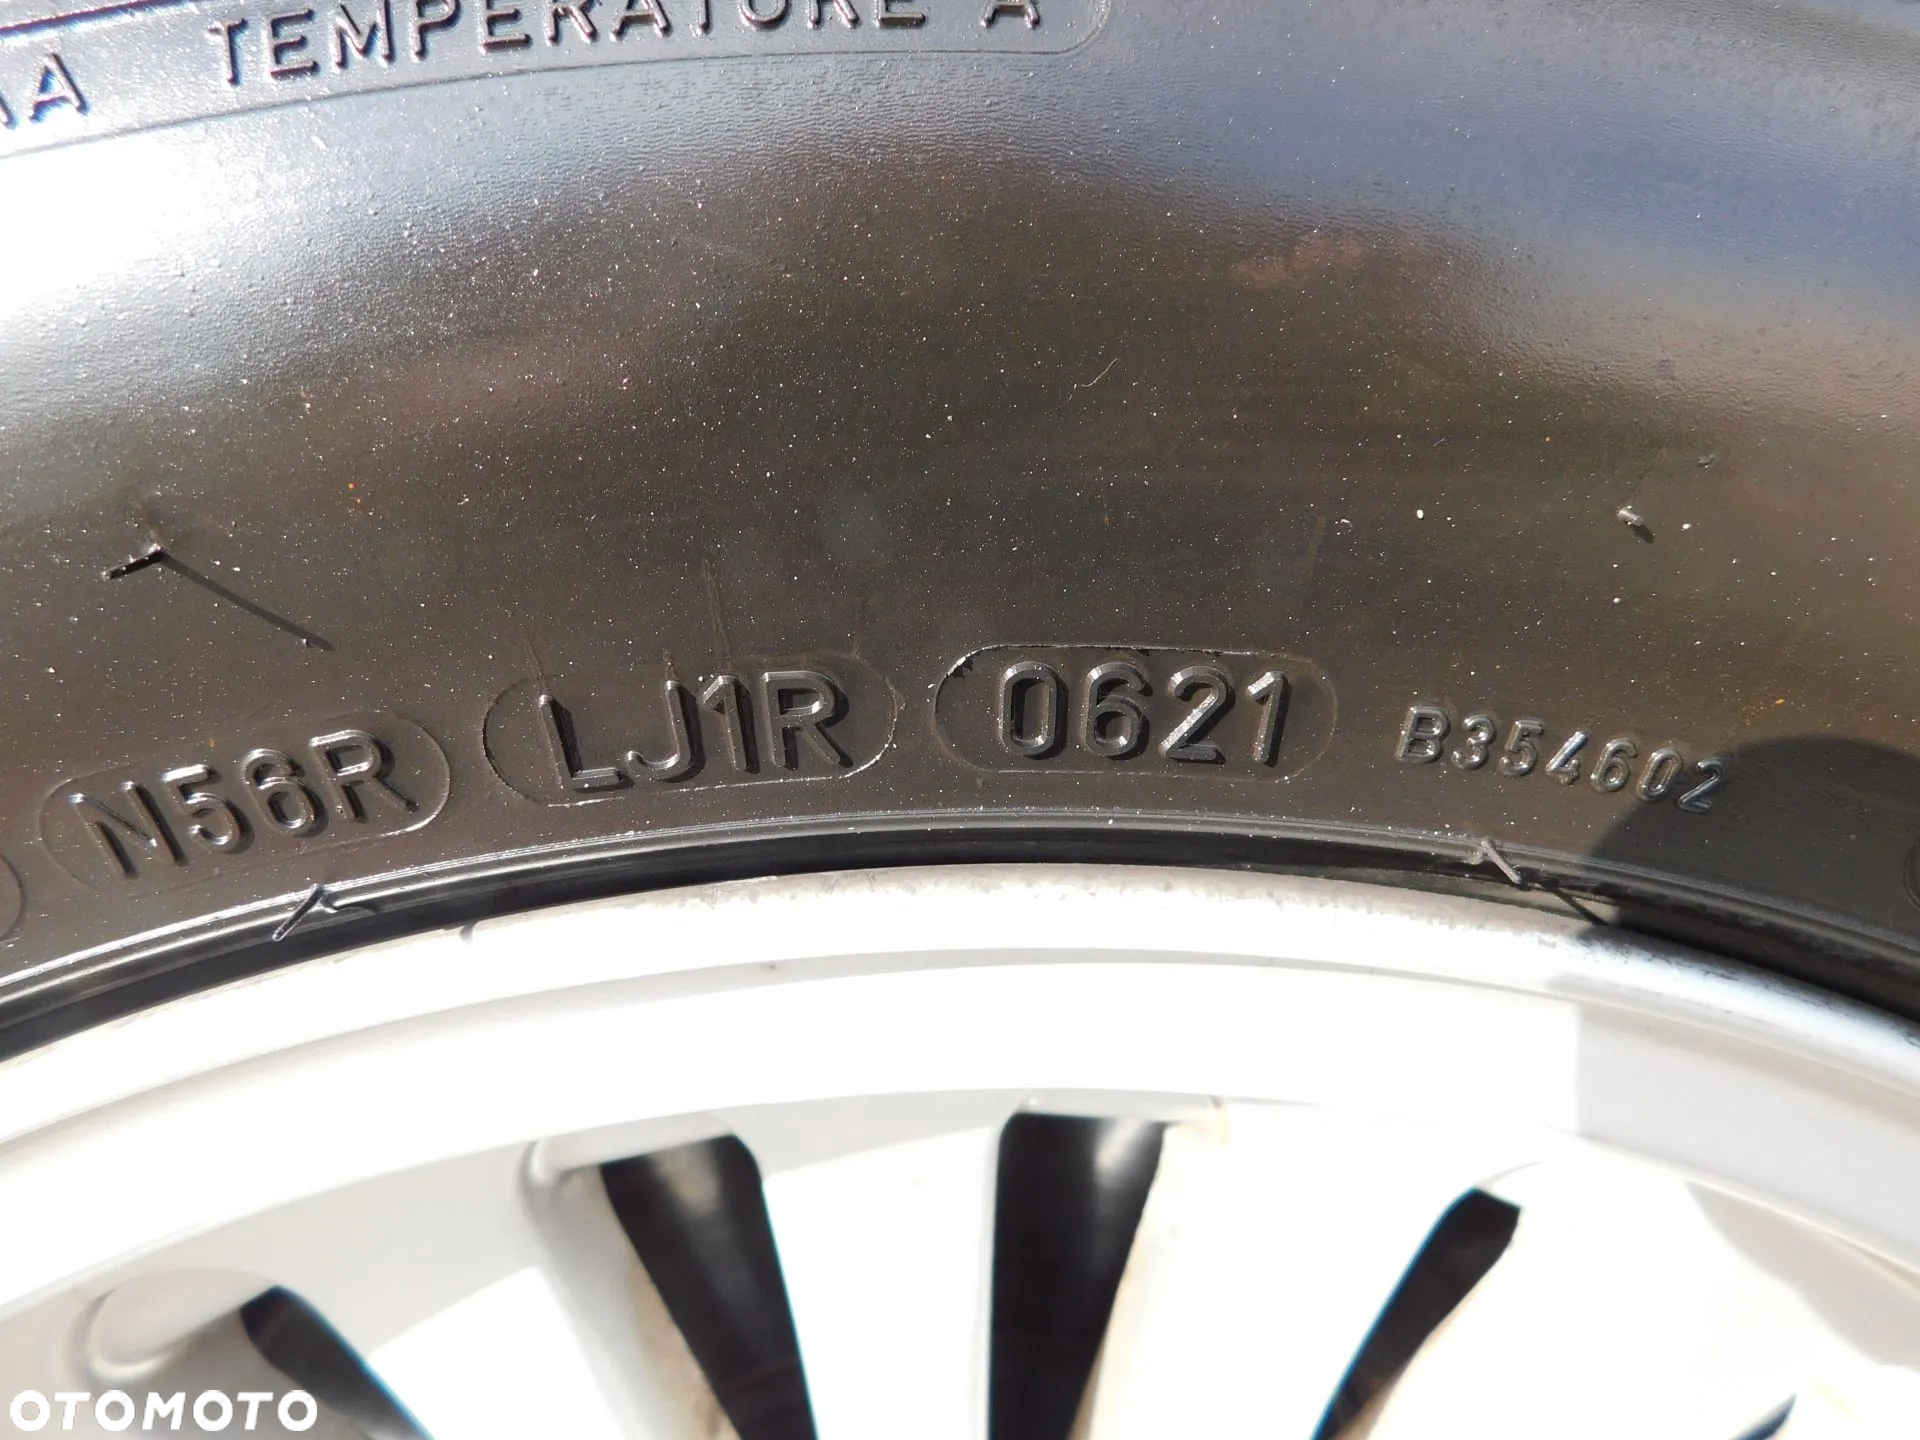 A TEMPERATURE A
N56R LJ1R 0621 B354602
OTOMOTO